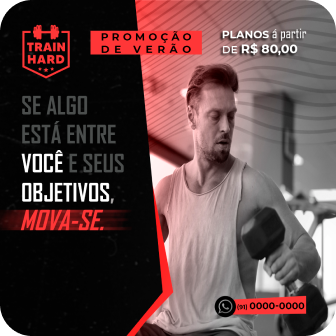 TRAIN
HARD
PROMOÇÃO
DE VERÃO
PLANOS á partir
DE R$ 80,00
SE ALGO
ESTÁ ENTRE
VOCÊ E SEUS
OBJETIVOS,
MOVA-SE.
(91) 0000-0000